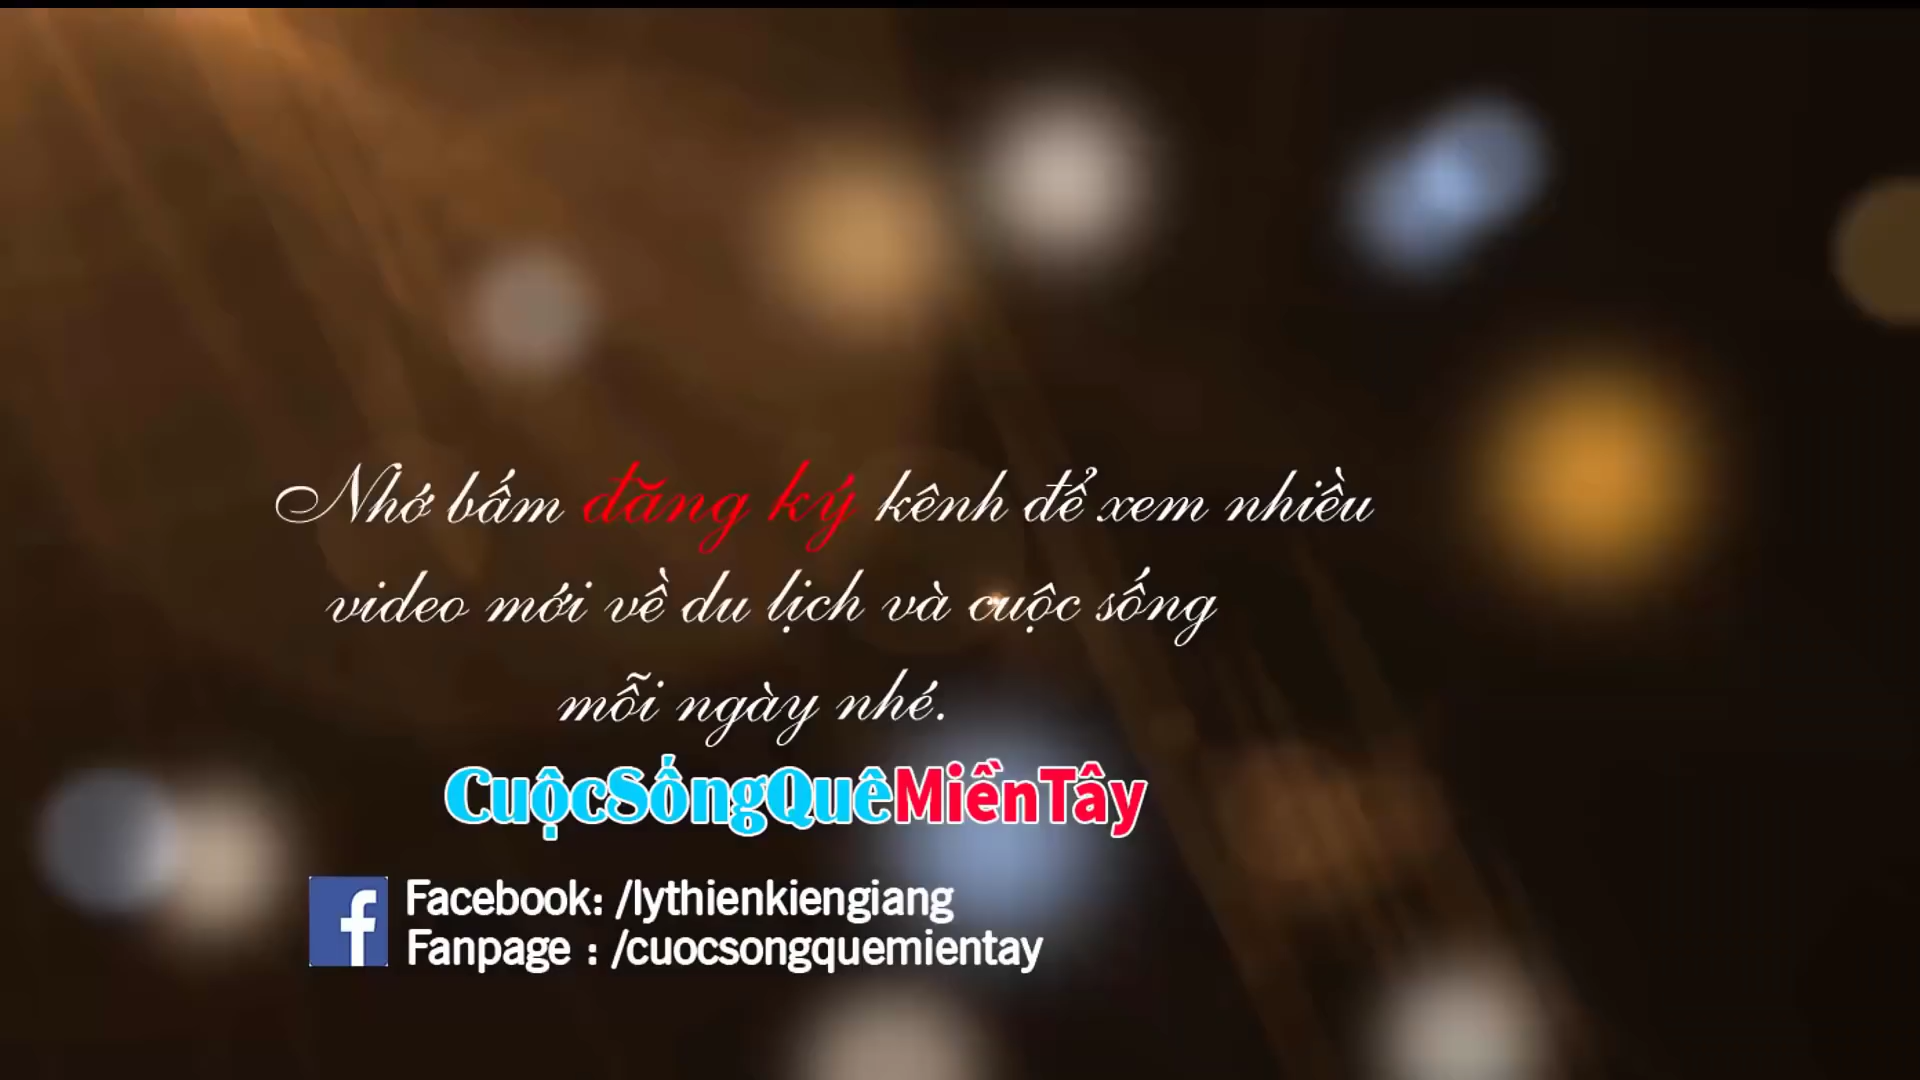 Nhớ bấm đăng ký kênh để xem nhiều
video mới về du lịch và cuộc sống
mỗi ngày nhé.
CuộcSốngQuêMiềnTây
Facebook: /lythienkiengiang
Fanpage : /cuocsongquemientay